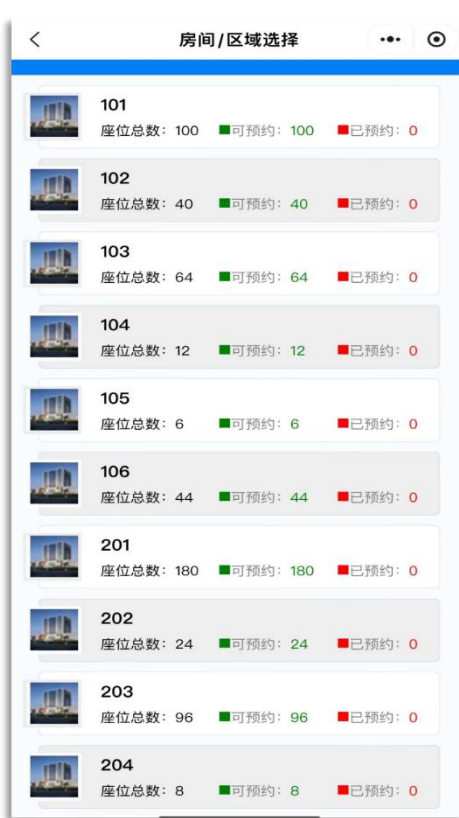 房间/区域选择
101
座位总数：100 可预约：100 已预约：0
102
座位总数：40 可预约：40 已预约：0
103
座位总数：64 可预约：64 已预约：0
104
座位总数：12 可预约：12 已预约：0
105
座位总数：6 可预约：6 已预约：0
106
座位总数：44 可预约：44 已预约：0
201
座位总数：180 可预约：180 已预约：0
202
座位总数：24 可预约：24 已预约：0
203
座位总数：96 可预约：96 已预约：0
204
座位总数：8 可预约：8 已预约：0